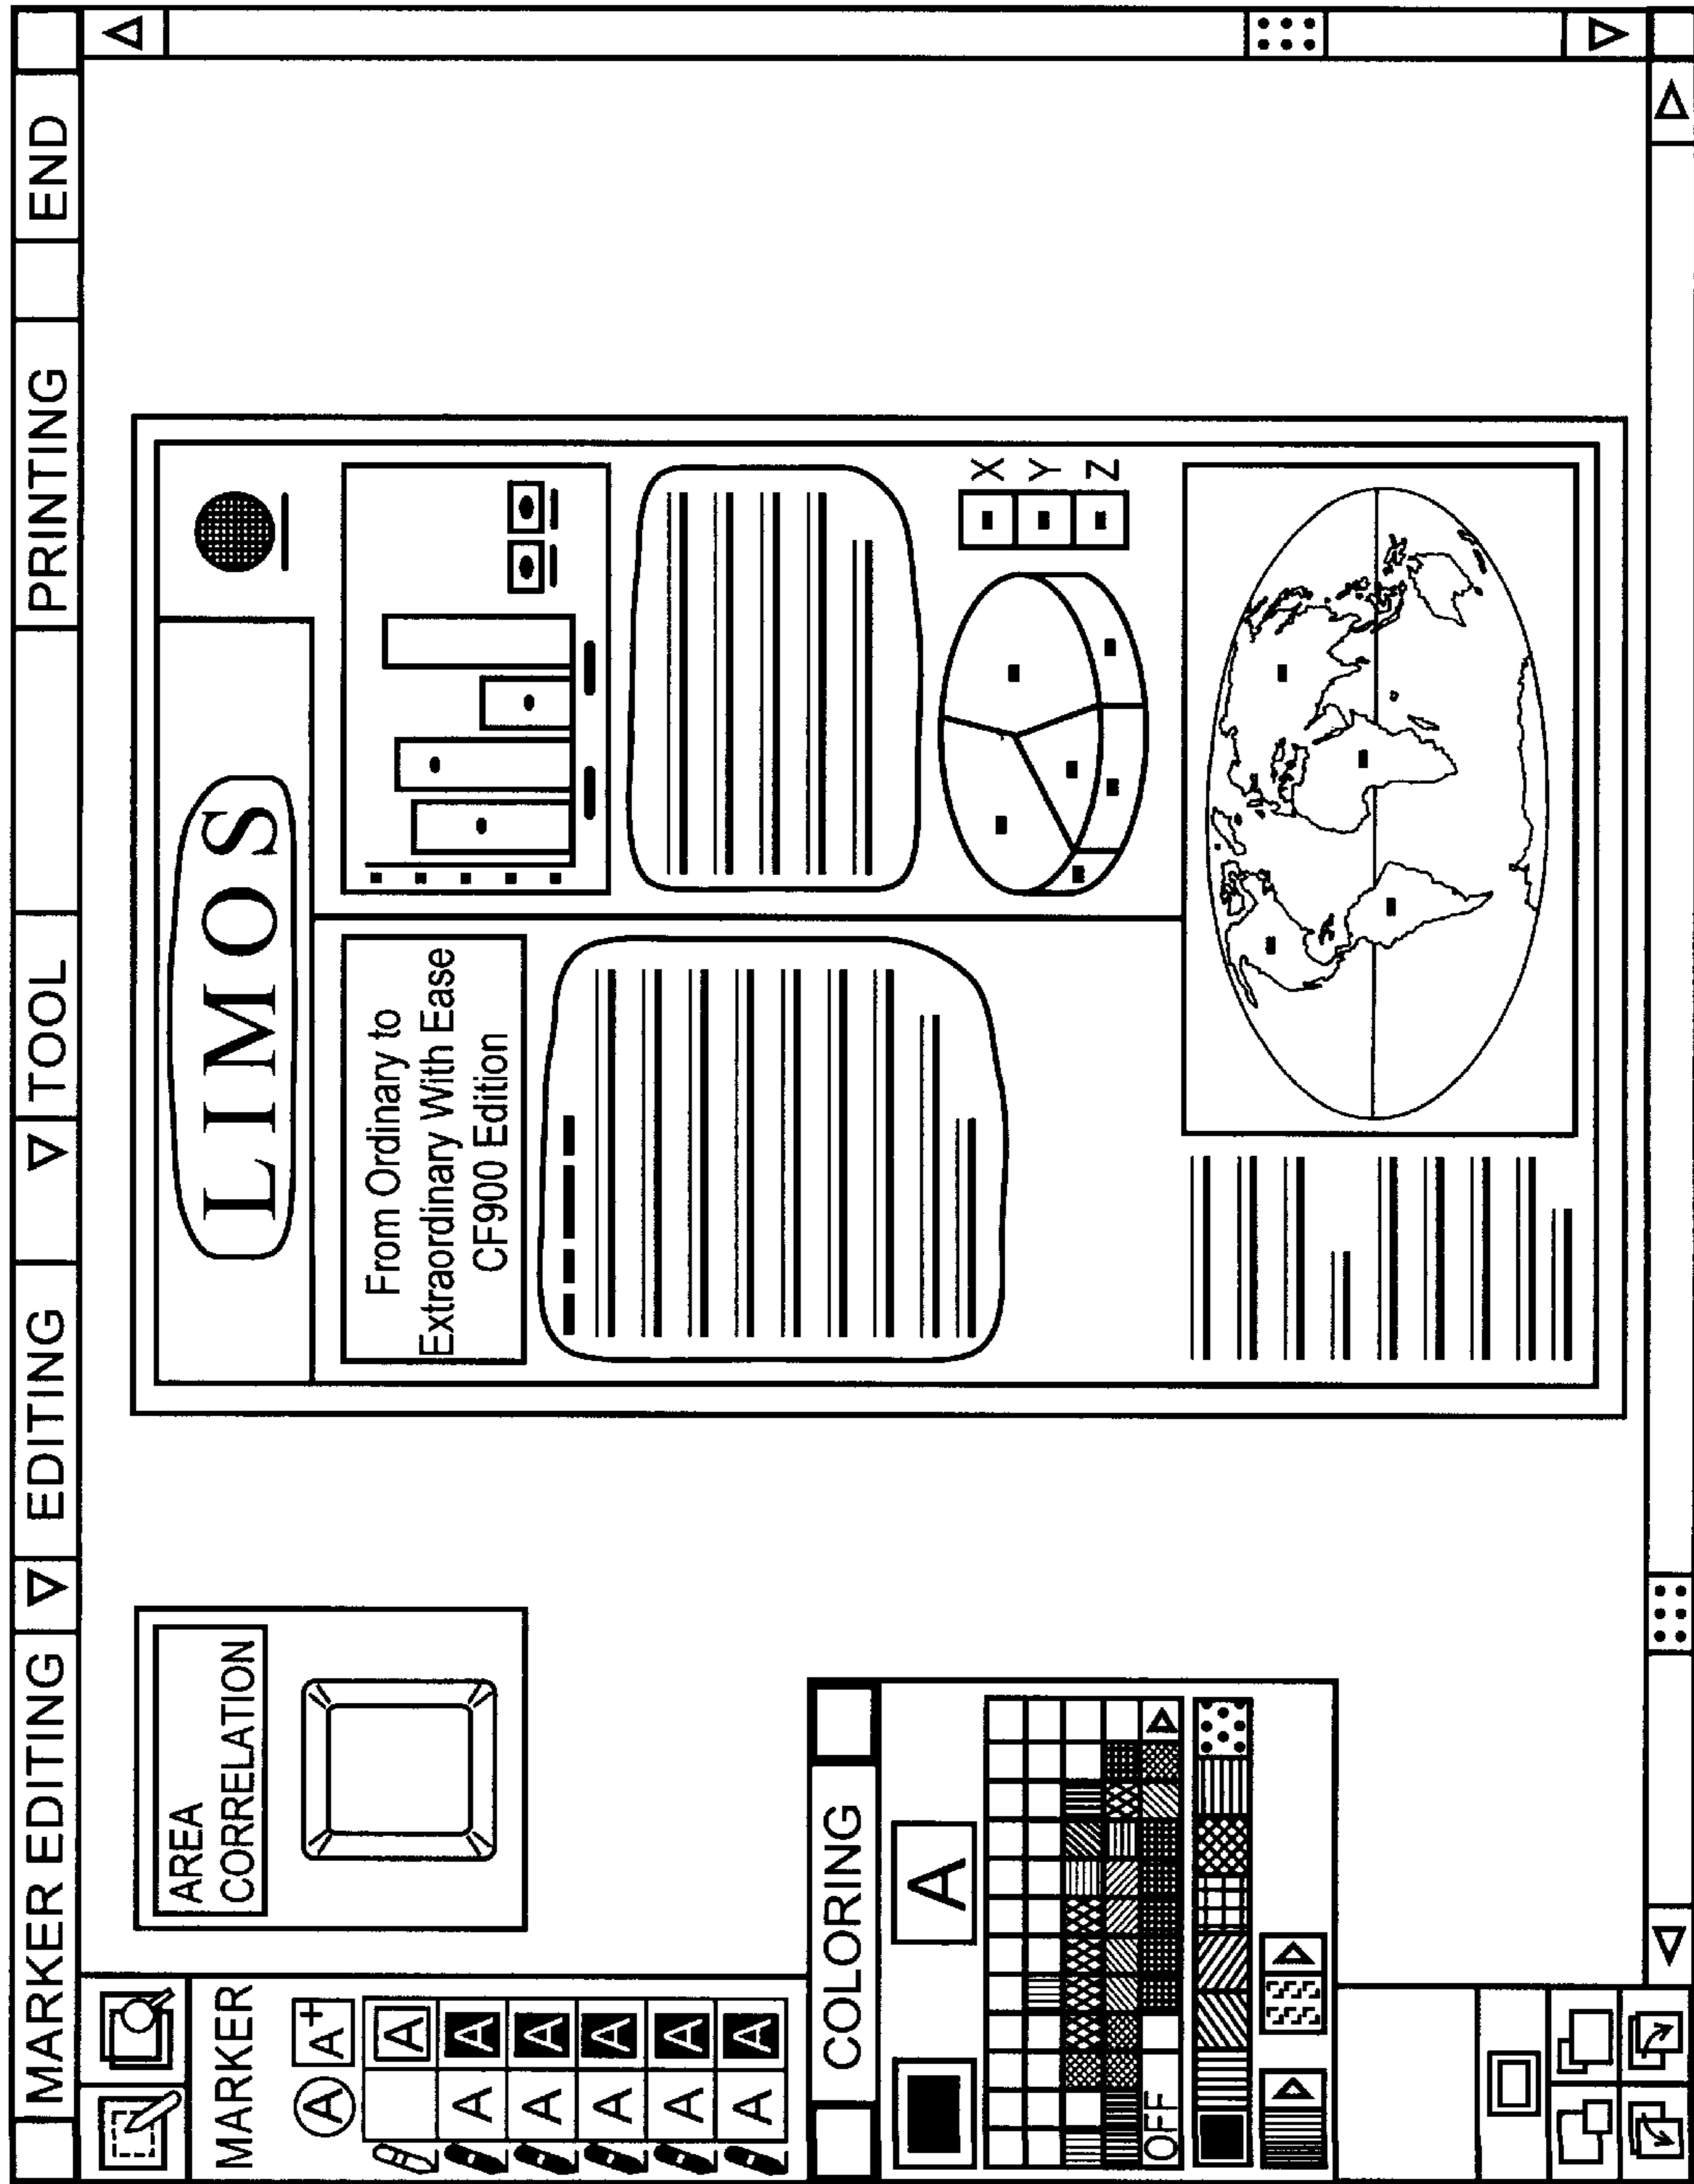 MARKER EDITING ▽ EDITING ▽ TOOL PRINTING END
MARKER
A A+
A
A A
A A
A A
A A
A A
AREA
CORRELATION
COLORING
A
OFF
LIMOS
From Ordinary to
Extraordinary With Ease
CF900 Edition
X
Y
Z